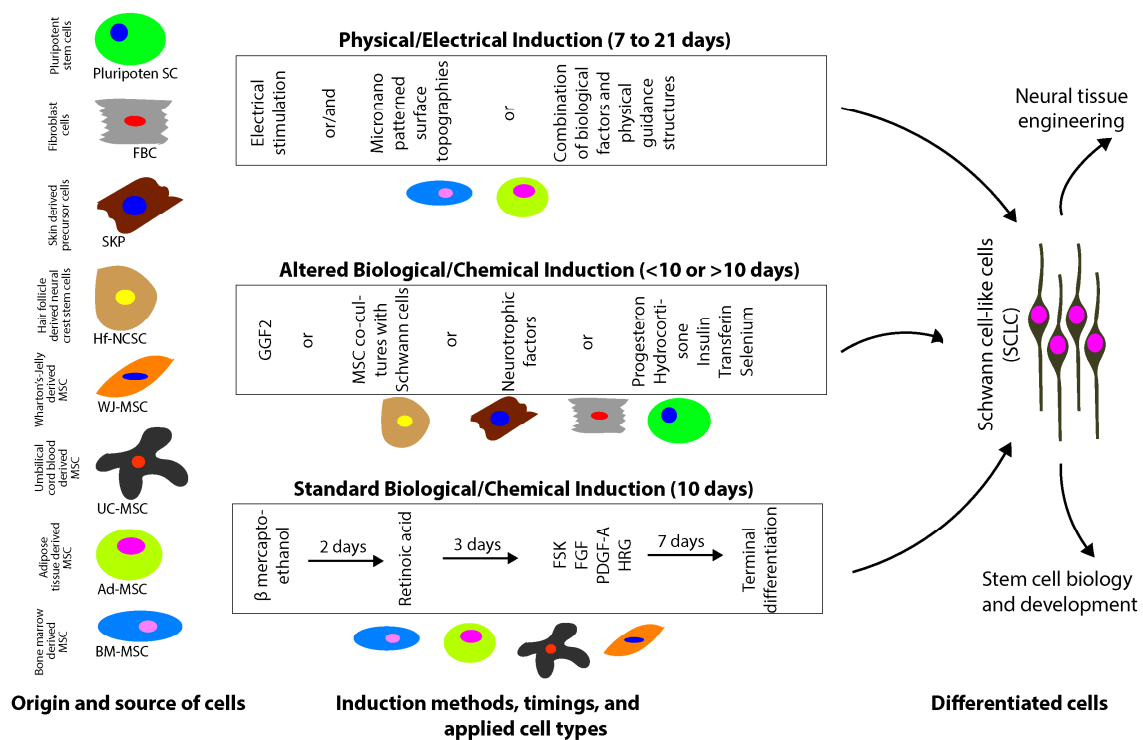 Pluripotent
stem cells
Pluripoten SC
Fibroblast
cells
FBC
Skin derived
precursor cells
SKP
Hair follicle
derived neural
crest stem cells
Hf-NCSC
Wharton's-Jelly
derived
MSC
WJ-MSC
Umbilical
cord blood
derived
MSC
UC-MSC
Adipose
tissue derived
MSC
Ad-MSC
Bone marrow
derived
MSC
BM-MSC
Origin and source of cells
Physical/Electrical Induction (7 to 21 days)
Electrical
stimulation
or/and
Micronano
patterned
surface
topographies
or
Combination
of biological
factors and
physical
guidance
structures
Altered Biological/Chemical Induction (<10 or >10 days)
GGF2
or
MSC co-cul-
tures with
Schwann cells
or
Neurotrophic
factors
or
Progesteron
Hydrocorti-
sone
Insulin
Transferin
Selenium
Standard Biological/Chemical Induction (10 days)
β mercapto-
ethanol
2 days
Retinoic acid
3 days
FSK
FGF
PDGF-A
HRG
7 days
Terminal
differentiation
Induction methods, timings, and
applied cell types
Neural tissue
engineering
Schwann cell-like cells
(SCLC)
Stem cell biology
and development
Differentiated cells